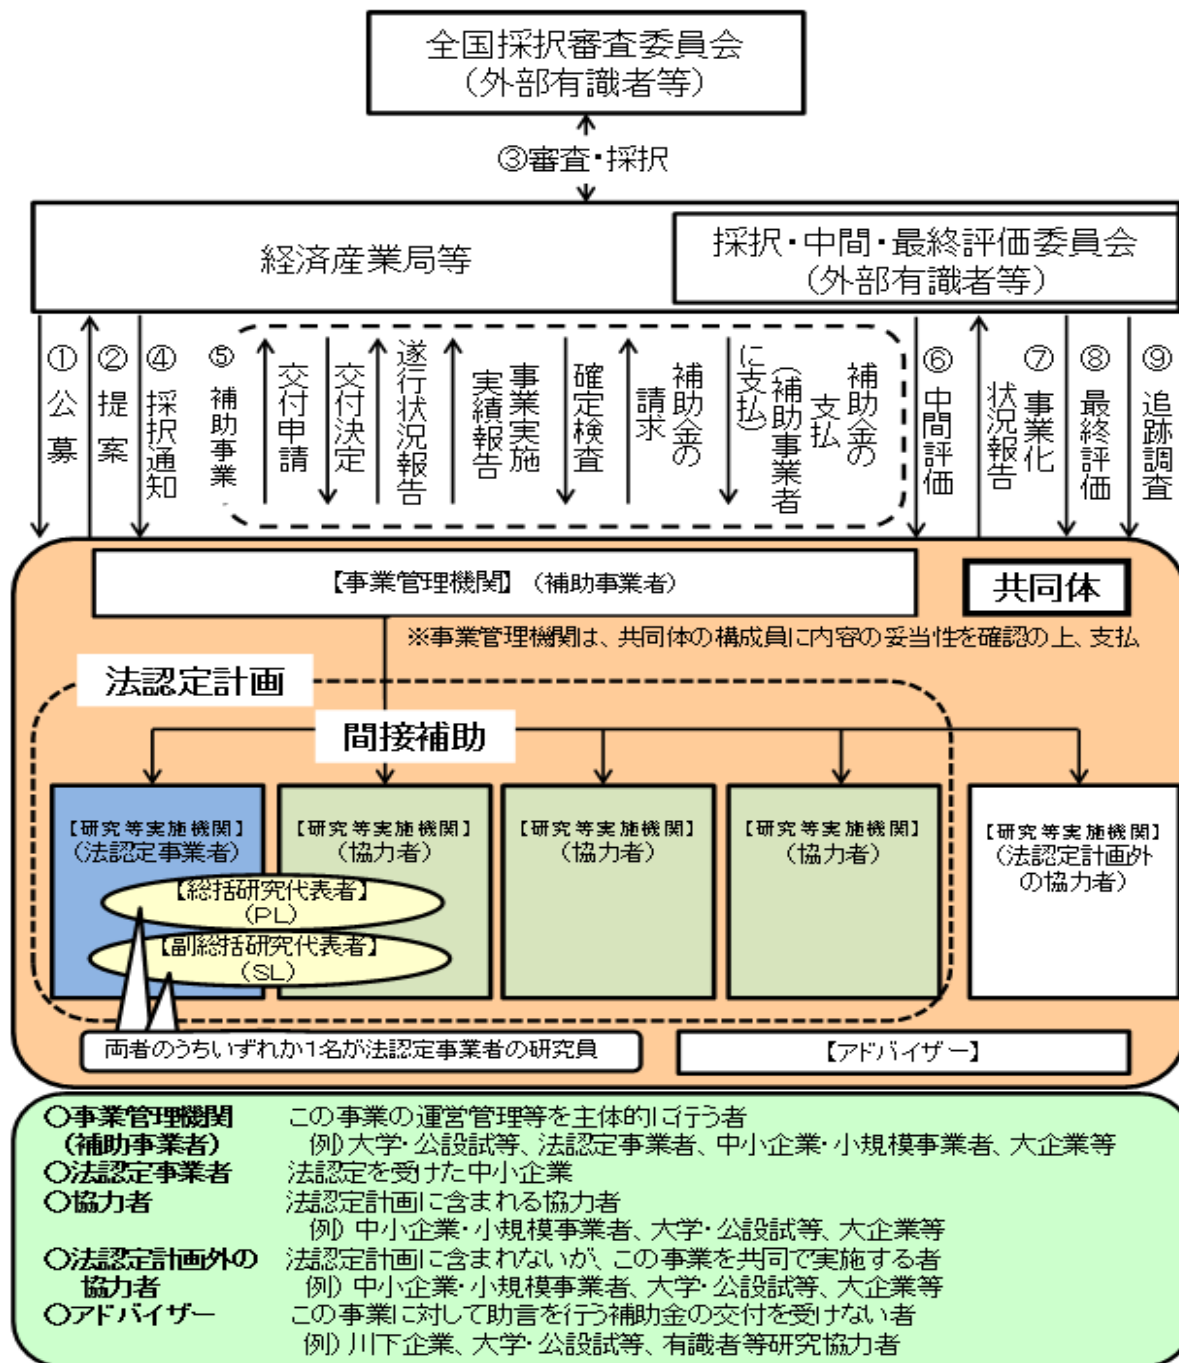 全国採択審査委員会
（外部有識者等）
③審査・採択
経済産業局等
採択・中間・最終評価委員会
（外部有識者等）
①公募
②提案
④採択通知
⑤補助事業
交付申請
交付決定
遂行状況報告
事業実施
実績報告
確定検査
補助金の
請求
補助金の
支払
（補助事業者
に支払）
⑥中間評価
⑦事業化
状況報告
⑧最終評価
⑨追跡調査
【事業管理機関】（補助事業者）
共同体
※事業管理機関は、共同体の構成員に内容の妥当性を確認の上、支払
法認定計画
間接補助
【研究等実施機関】
（法認定事業者）
【研究等実施機関】
（協力者）
【研究等実施機関】
（協力者）
【研究等実施機関】
（協力者）
【研究等実施機関】
（法認定計画外
の協力者）
【総括研究代表者】
（PL）
【副総括研究代表者】
（SL）
両者のうちいずれか1名が法認定事業者の研究員
【アドバイザー】
○事業管理機関　この事業の運営管理等を主体的に行う者
（補助事業者）　例）大学・公設試等、法認定事業者、中小企業・小規模事業者、大企業等
○法認定事業者　法認定を受けた中小企業
○協力者　法認定計画に含まれる協力者
例）中小企業・小規模事業者、大学・公設試等、大企業等
○法認定計画外の　法認定計画に含まれないが、この事業を共同で実施する者
協力者　例）中小企業・小規模事業者、大学・公設試等、大企業等
○アドバイザー　この事業に対して助言を行う補助金の交付を受けない者
例）川下企業、大学・公設試等、有識者等研究協力者